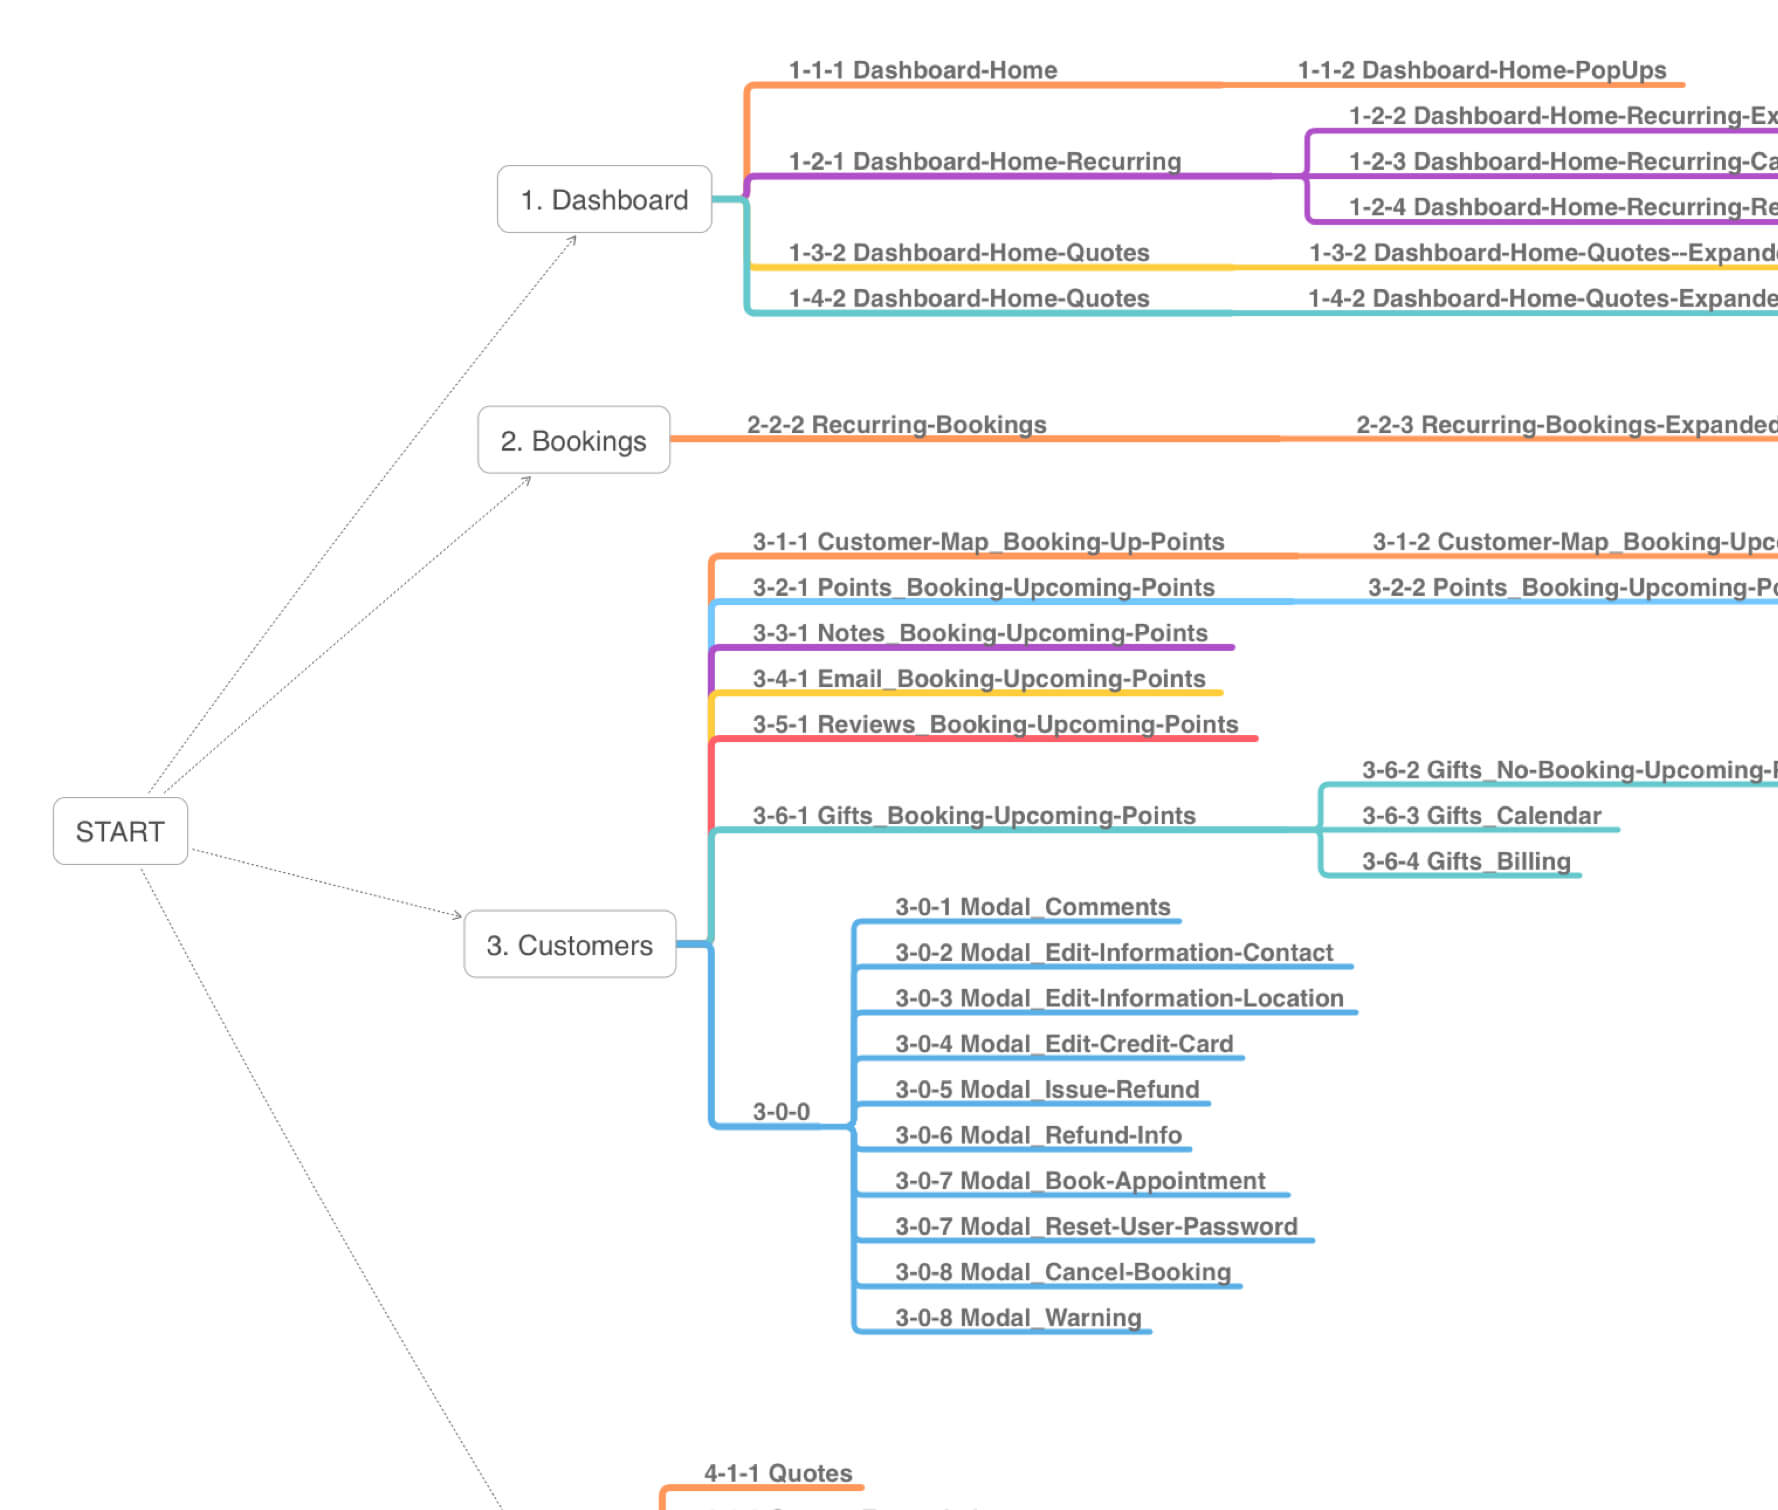 1-1-1 Dashboard-Home
1-1-2 Dashboard-Home-PopUps
1-2-2 Dashboard-Home-Recurring-Ex
1-2-1 Dashboard-Home-Recurring
1-2-3 Dashboard-Home-Recurring-Ca
1. Dashboard
1-2-4 Dashboard-Home-Recurring-Re
1-3-2 Dashboard-Home-Quotes
1-3-2 Dashboard-Home-Quotes--Expand
1-4-2 Dashboard-Home-Quotes
1-4-2 Dashboard-Home-Quotes-Expande
2. Bookings
2-2-2 Recurring-Bookings
2-2-3 Recurring-Bookings-Expanded
3-1-1 Customer-Map_Booking-Up-Points
3-1-2 Customer-Map_Booking-Upc
3-2-1 Points_Booking-Upcoming-Points
3-2-2 Points_Booking-Upcoming-Po
3-3-1 Notes_Booking-Upcoming-Points
3-4-1 Email_Booking-Upcoming-Points
3-5-1 Reviews_Booking-Upcoming-Points
3-6-2 Gifts_No-Booking-Upcoming-
3-6-1 Gifts_Booking-Upcoming-Points
3-6-3 Gifts_Calendar
START
3-6-4 Gifts_Billing
3. Customers
3-0-1 Modal_Comments
3-0-2 Modal_Edit-Information-Contact
3-0-3 Modal_Edit-Information-Location
3-0-4 Modal_Edit-Credit-Card
3-0-5 Modal_Issue-Refund
3-0-0
3-0-6 Modal_Refund-Info
3-0-7 Modal_Book-Appointment
3-0-7 Modal_Reset-User-Password
3-0-8 Modal_Cancel-Booking
3-0-8 Modal_Warning
4-1-1 Quotes